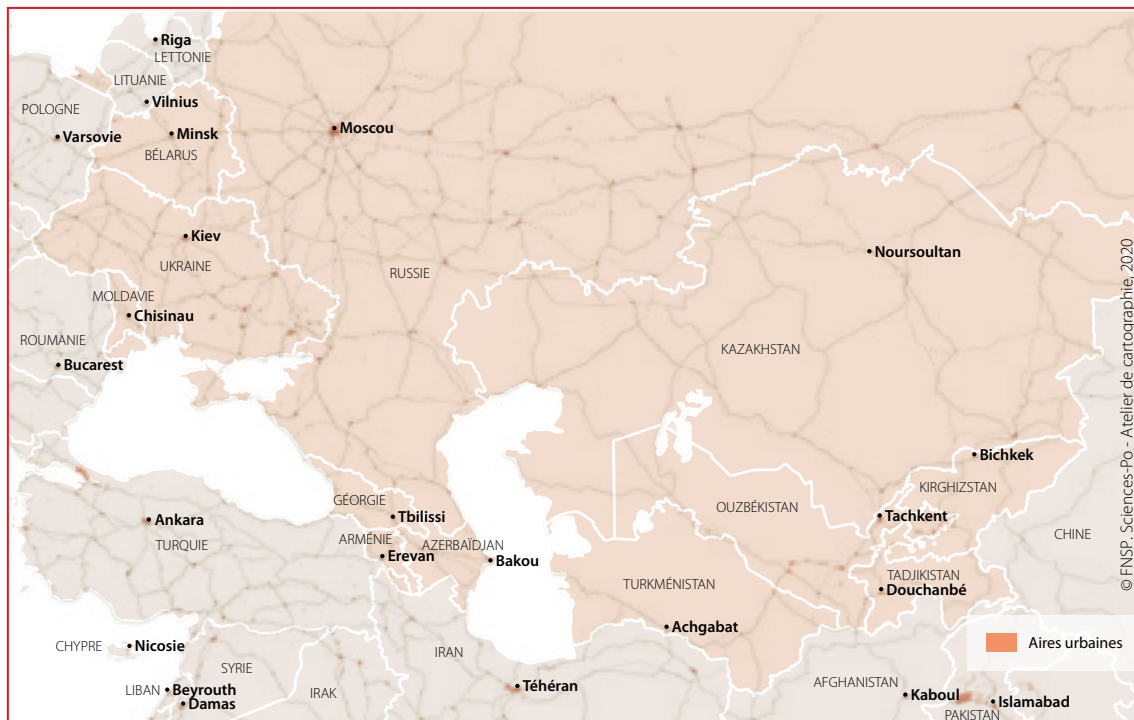 Riga
LETTONIE
LITUANIE
Vilnius
POLOGNE
Varsovie
Minsk
BÉLARUS
Moscou
Kiev
UKRAINE
RUSSIE
Noursoultan
MOLDAVIE
Chisinau
ROUMANIE
Bucarest
KAZAKHSTAN
Bichkek
KIRGHIZSTAN
GÉORGIE
Tbilissi
OUZBÉKISTAN
Tachkent
Ankara
TURQUIE
ARMÉNIE
Erevan
AZERBAÏDJAN
Bakou
CHINE
TURKMÉNISTAN
TADJIKISTAN
Douchanbé
Achgabat
CHYPRE
Nicosie
SYRIE
IRAN
LIBAN
Beyrouth
Damas
IRAK
Téhéran
AFGHANISTAN
Kaboul
Islamabad
PAKISTAN
Aires urbaines
© FNSP. Sciences-Po - Atelier de cartographie, 2020